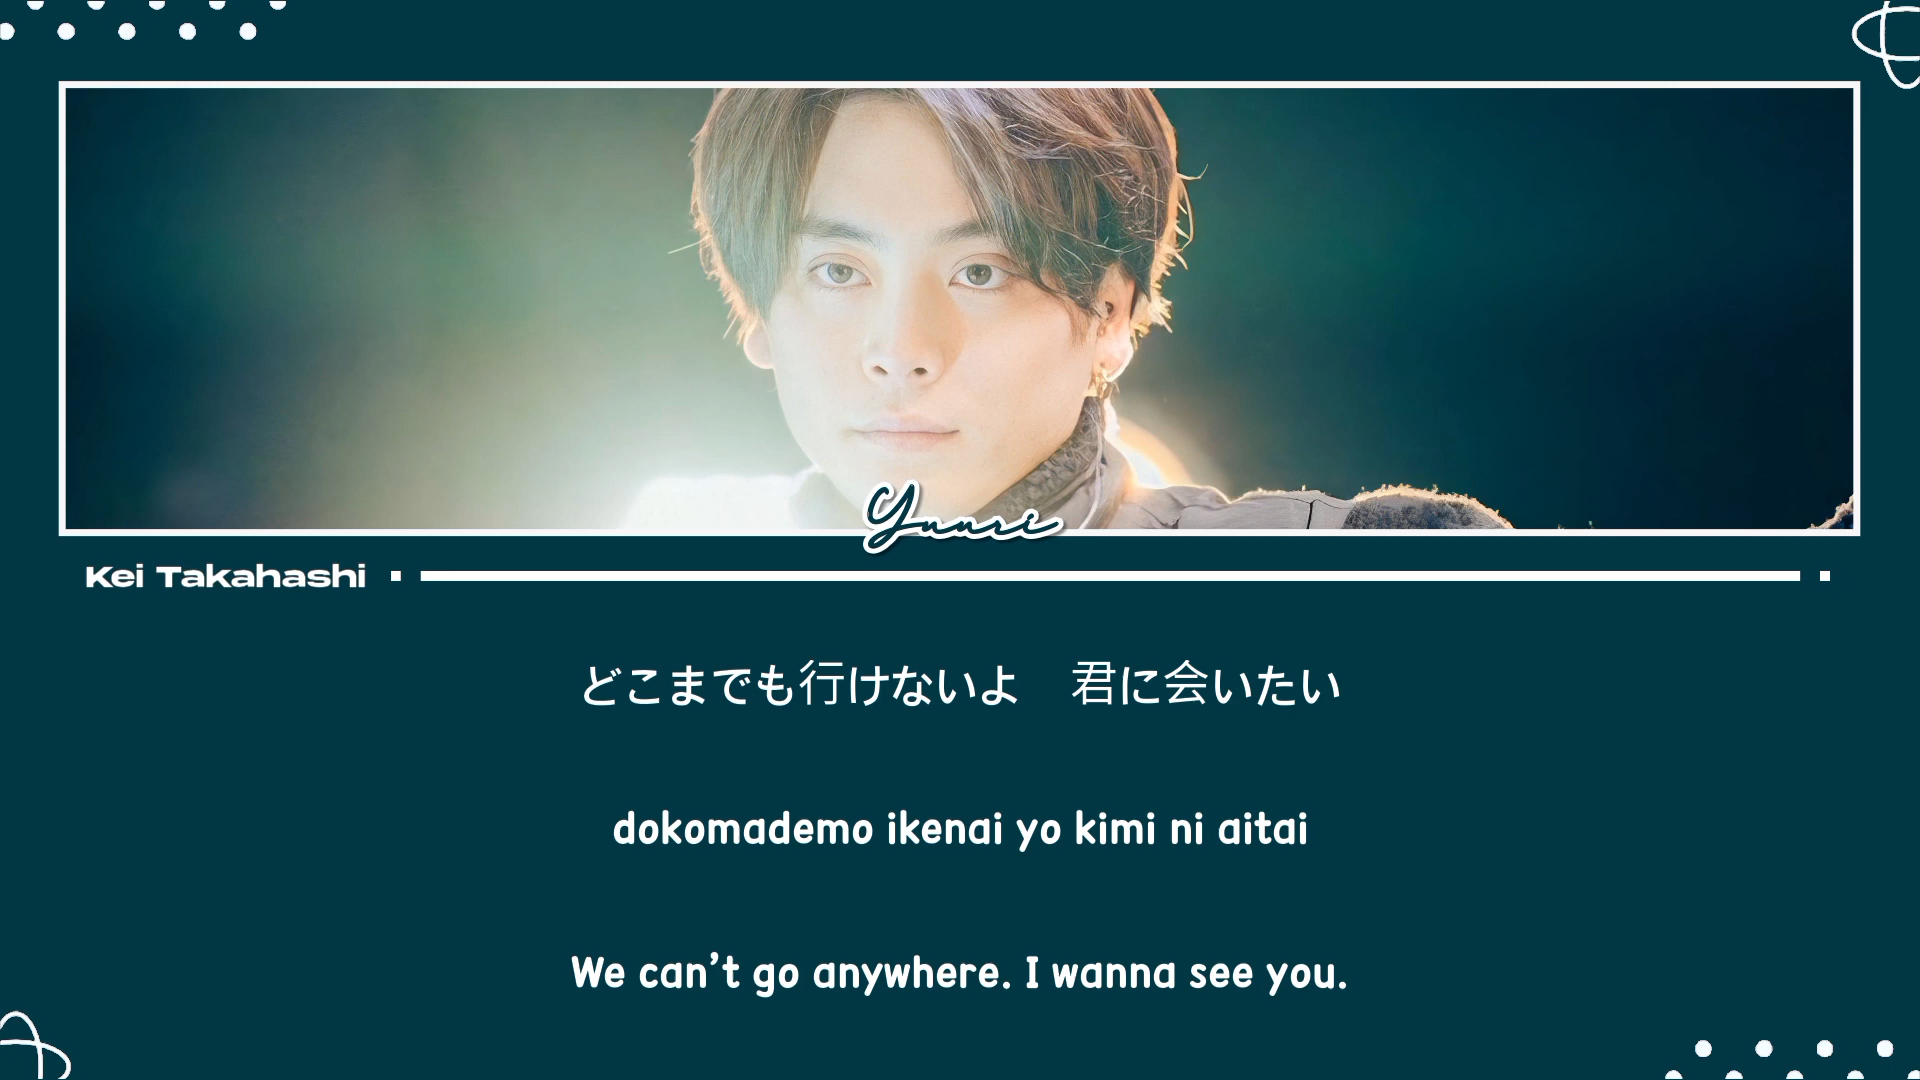 Yuuri
Kei Takahashi
どこまでも行けないよ　君に会いたい
dokomademo ikenai yo kimi ni aitai
We can’t go anywhere. I wanna see you.